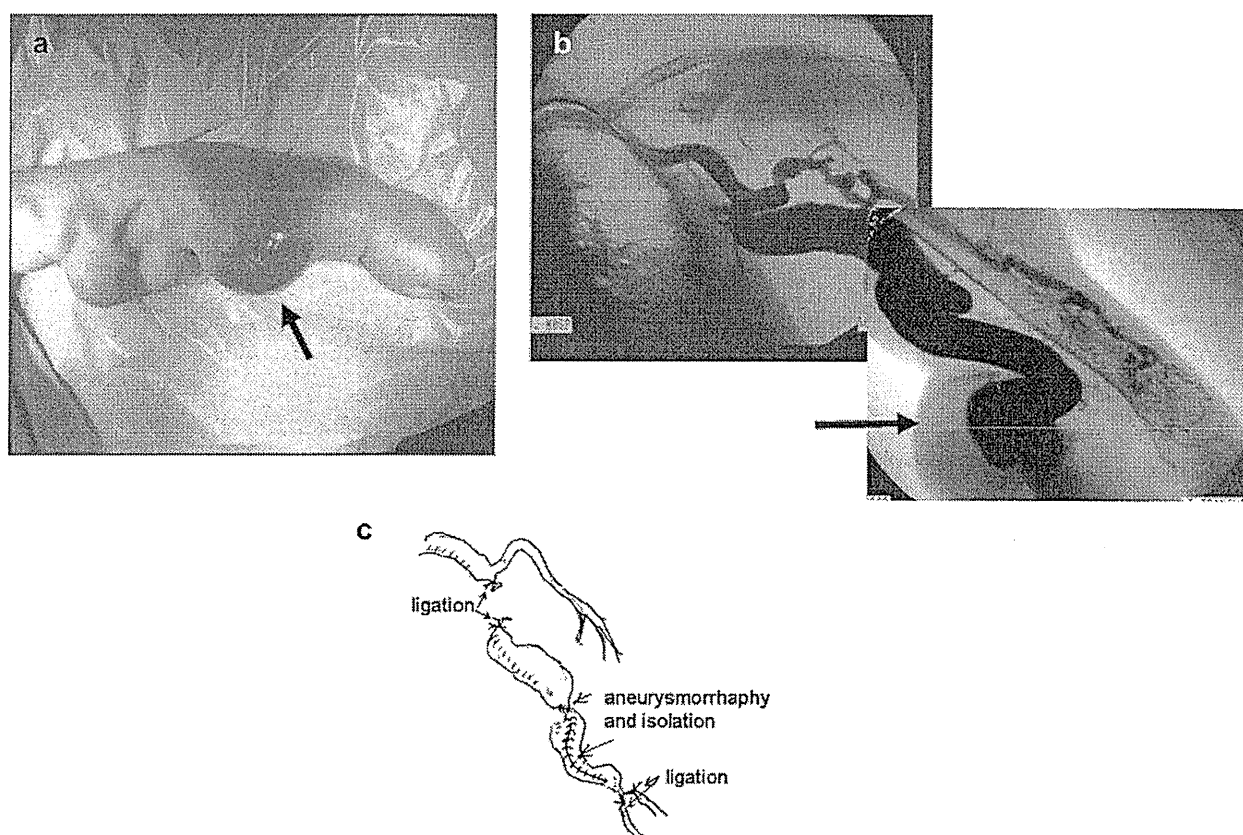 a
b
c
ligation
aneurysmorrhaphy
and isolation
ligation